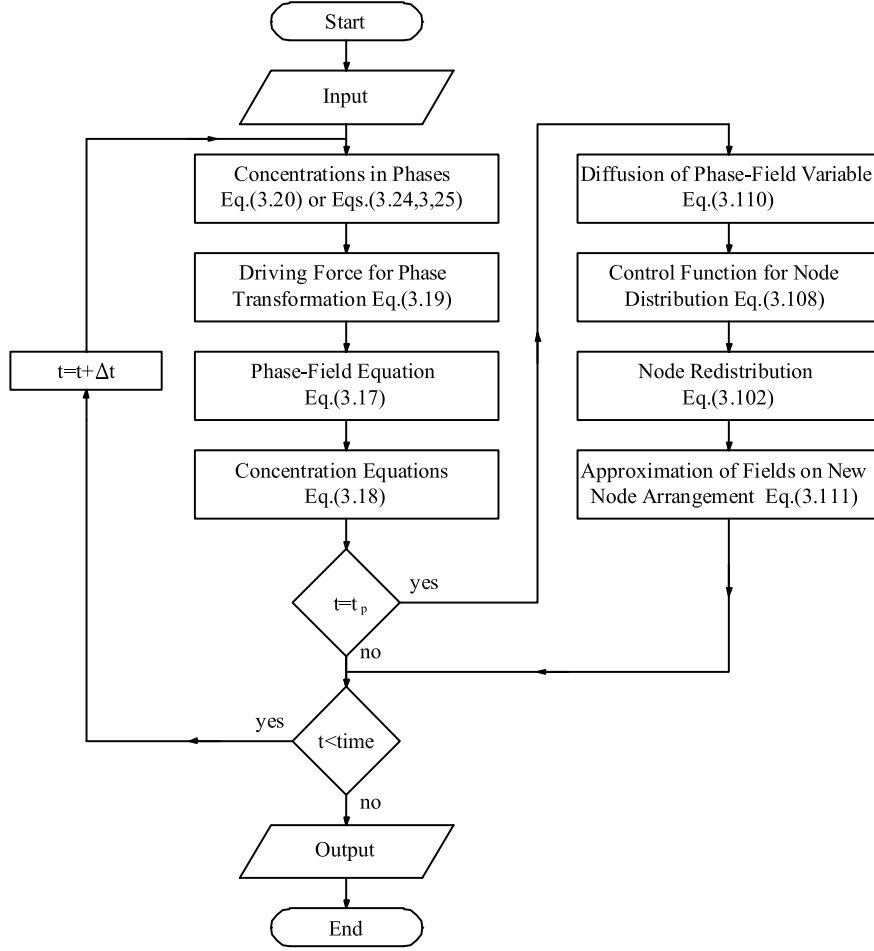 Start
Input
Concentrations in Phases
Eq.(3.20) or Eqs.(3.24,3,25)
Driving Force for Phase
Transformation Eq.(3.19)
Phase-Field Equation
Eq.(3.17)
Concentration Equations
Eq.(3.18)
t=t+Δt
t=tp
yes
no
Diffusion of Phase-Field Variable
Eq.(3.110)
Control Function for Node
Distribution Eq.(3.108)
Node Redistribution
Eq.(3.102)
Approximation of Fields on New
Node Arrangement Eq.(3.111)
t<time
yes
no
Output
End